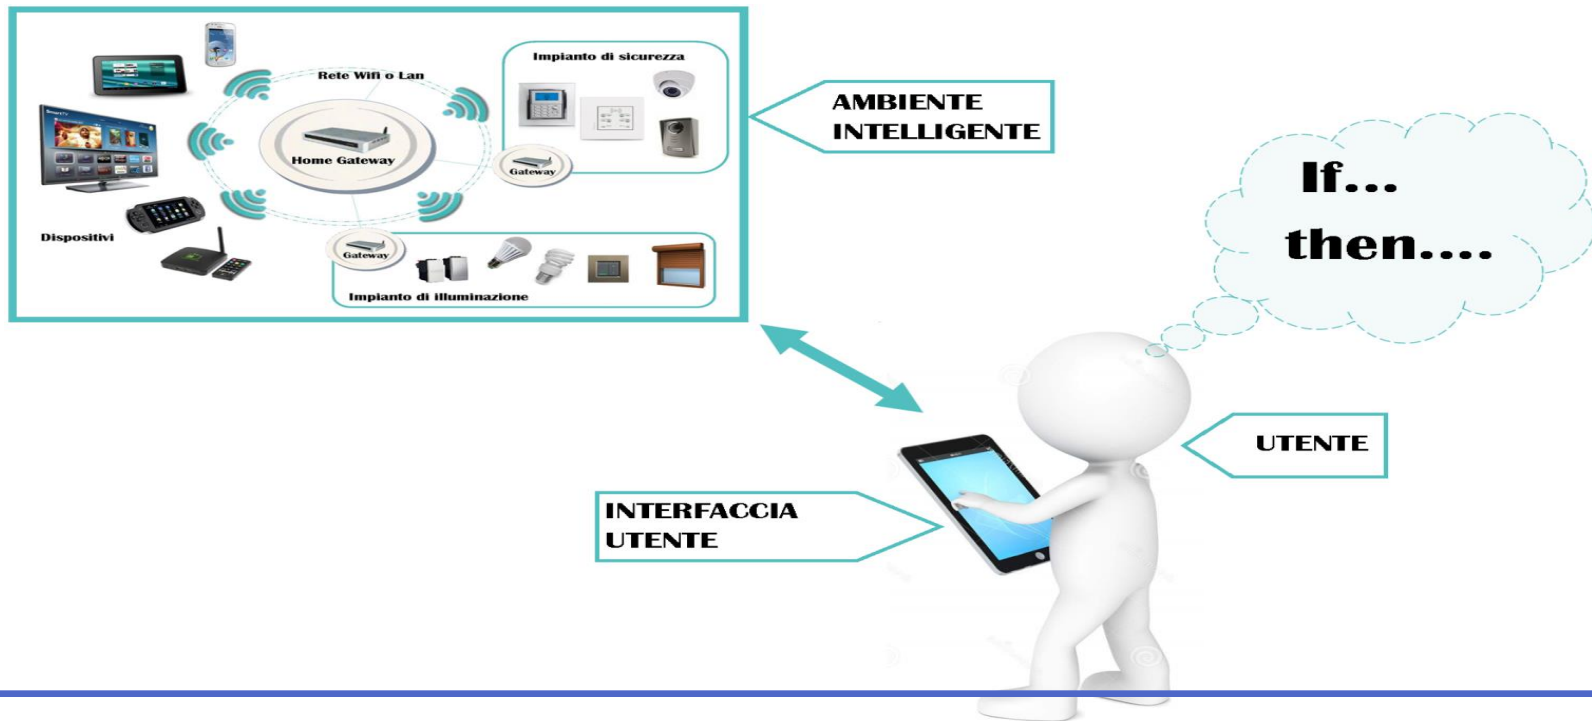 Rete Wifi o Lan
Home Gateway
Dispositivi
Impianto di sicurezza
Gateway
Gateway
Impianto di illuminazione
AMBIENTE
INTELLIGENTE
If...
then....
UTENTE
INTERFACCIA
UTENTE